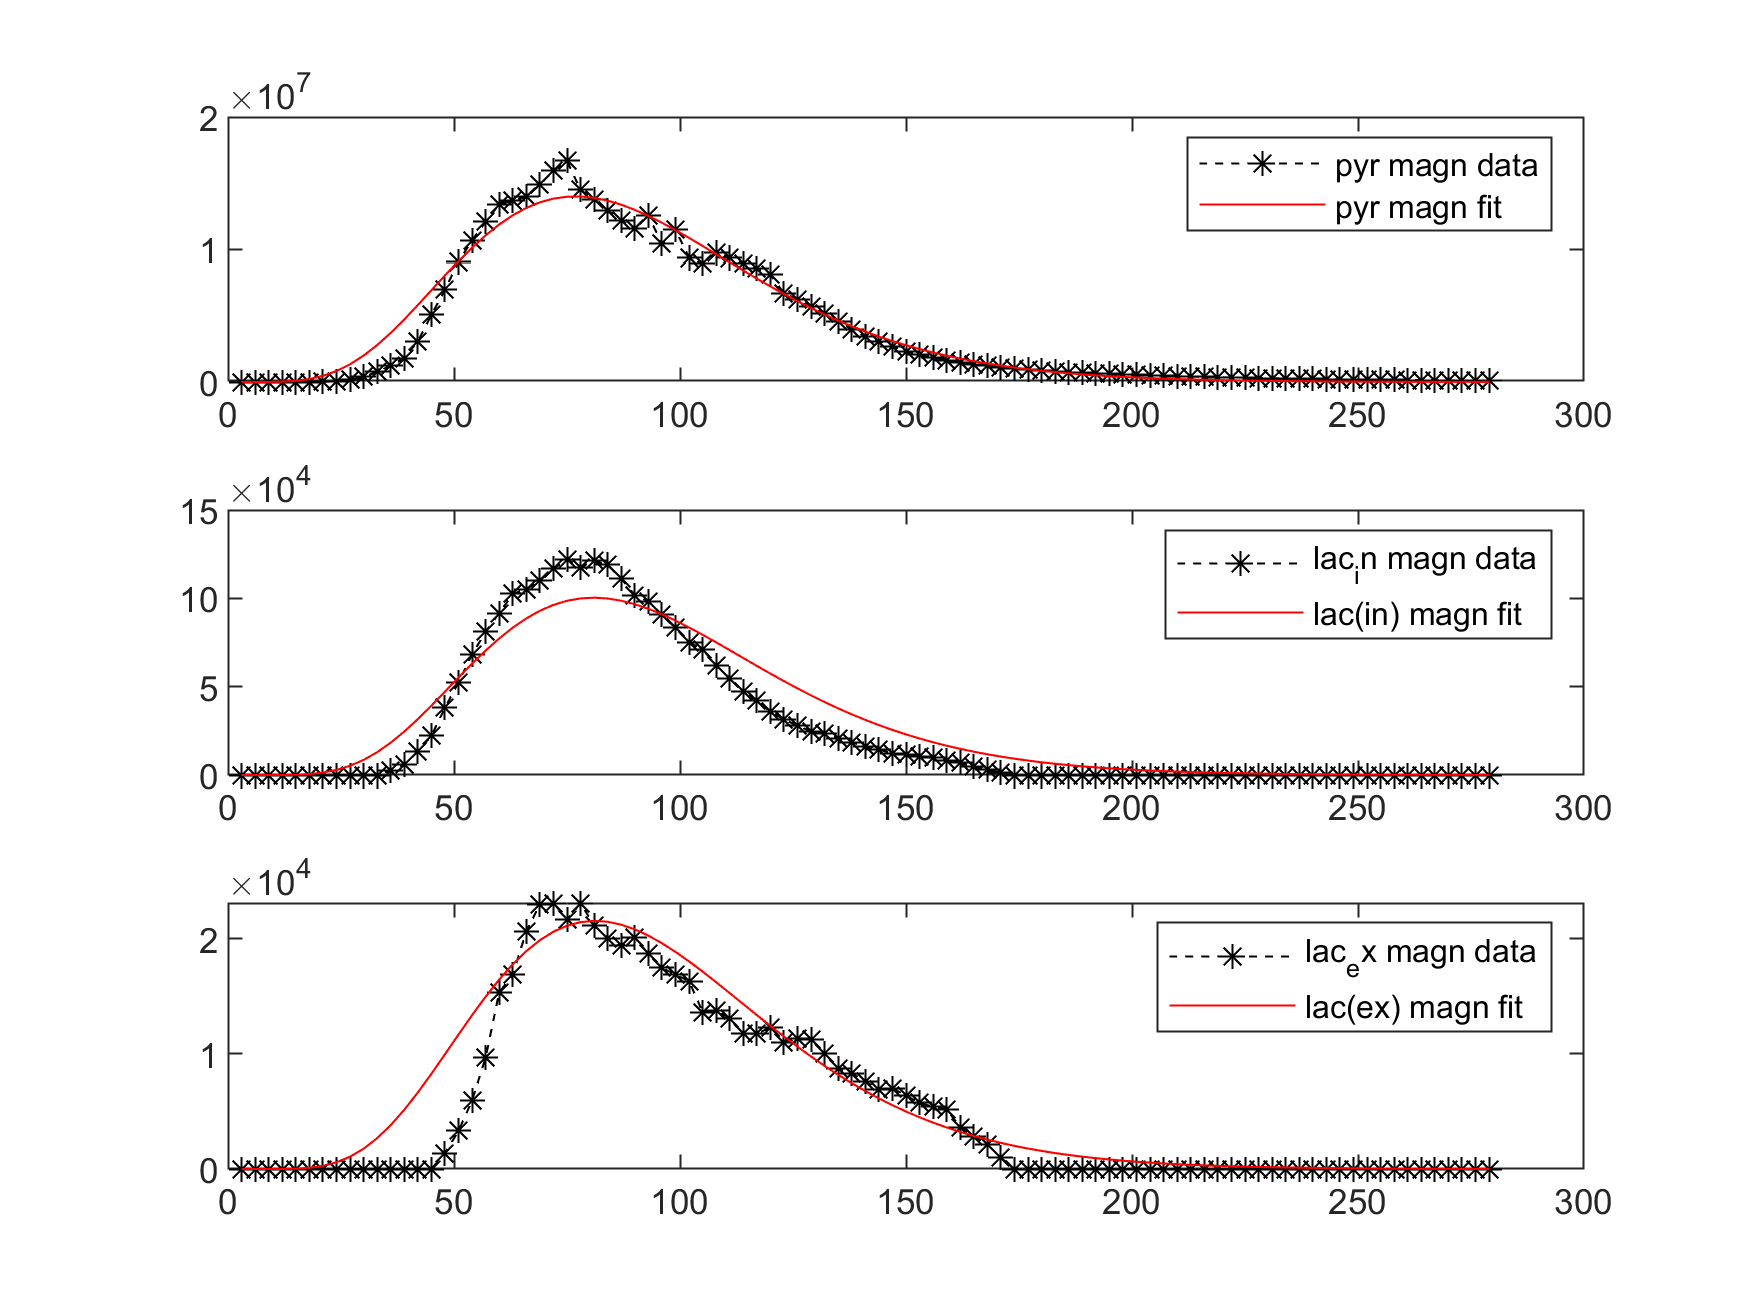 ×10^7
2
1
0
0 50 100 150 200 250 300
pyr magn data
pyr magn fit
×10^4
15
10
5
0
0 50 100 150 200 250 300
lac_in magn data
lac(in) magn fit
×10^4
2
1
0
0 50 100 150 200 250 300
lac_ex magn data
lac(ex) magn fit